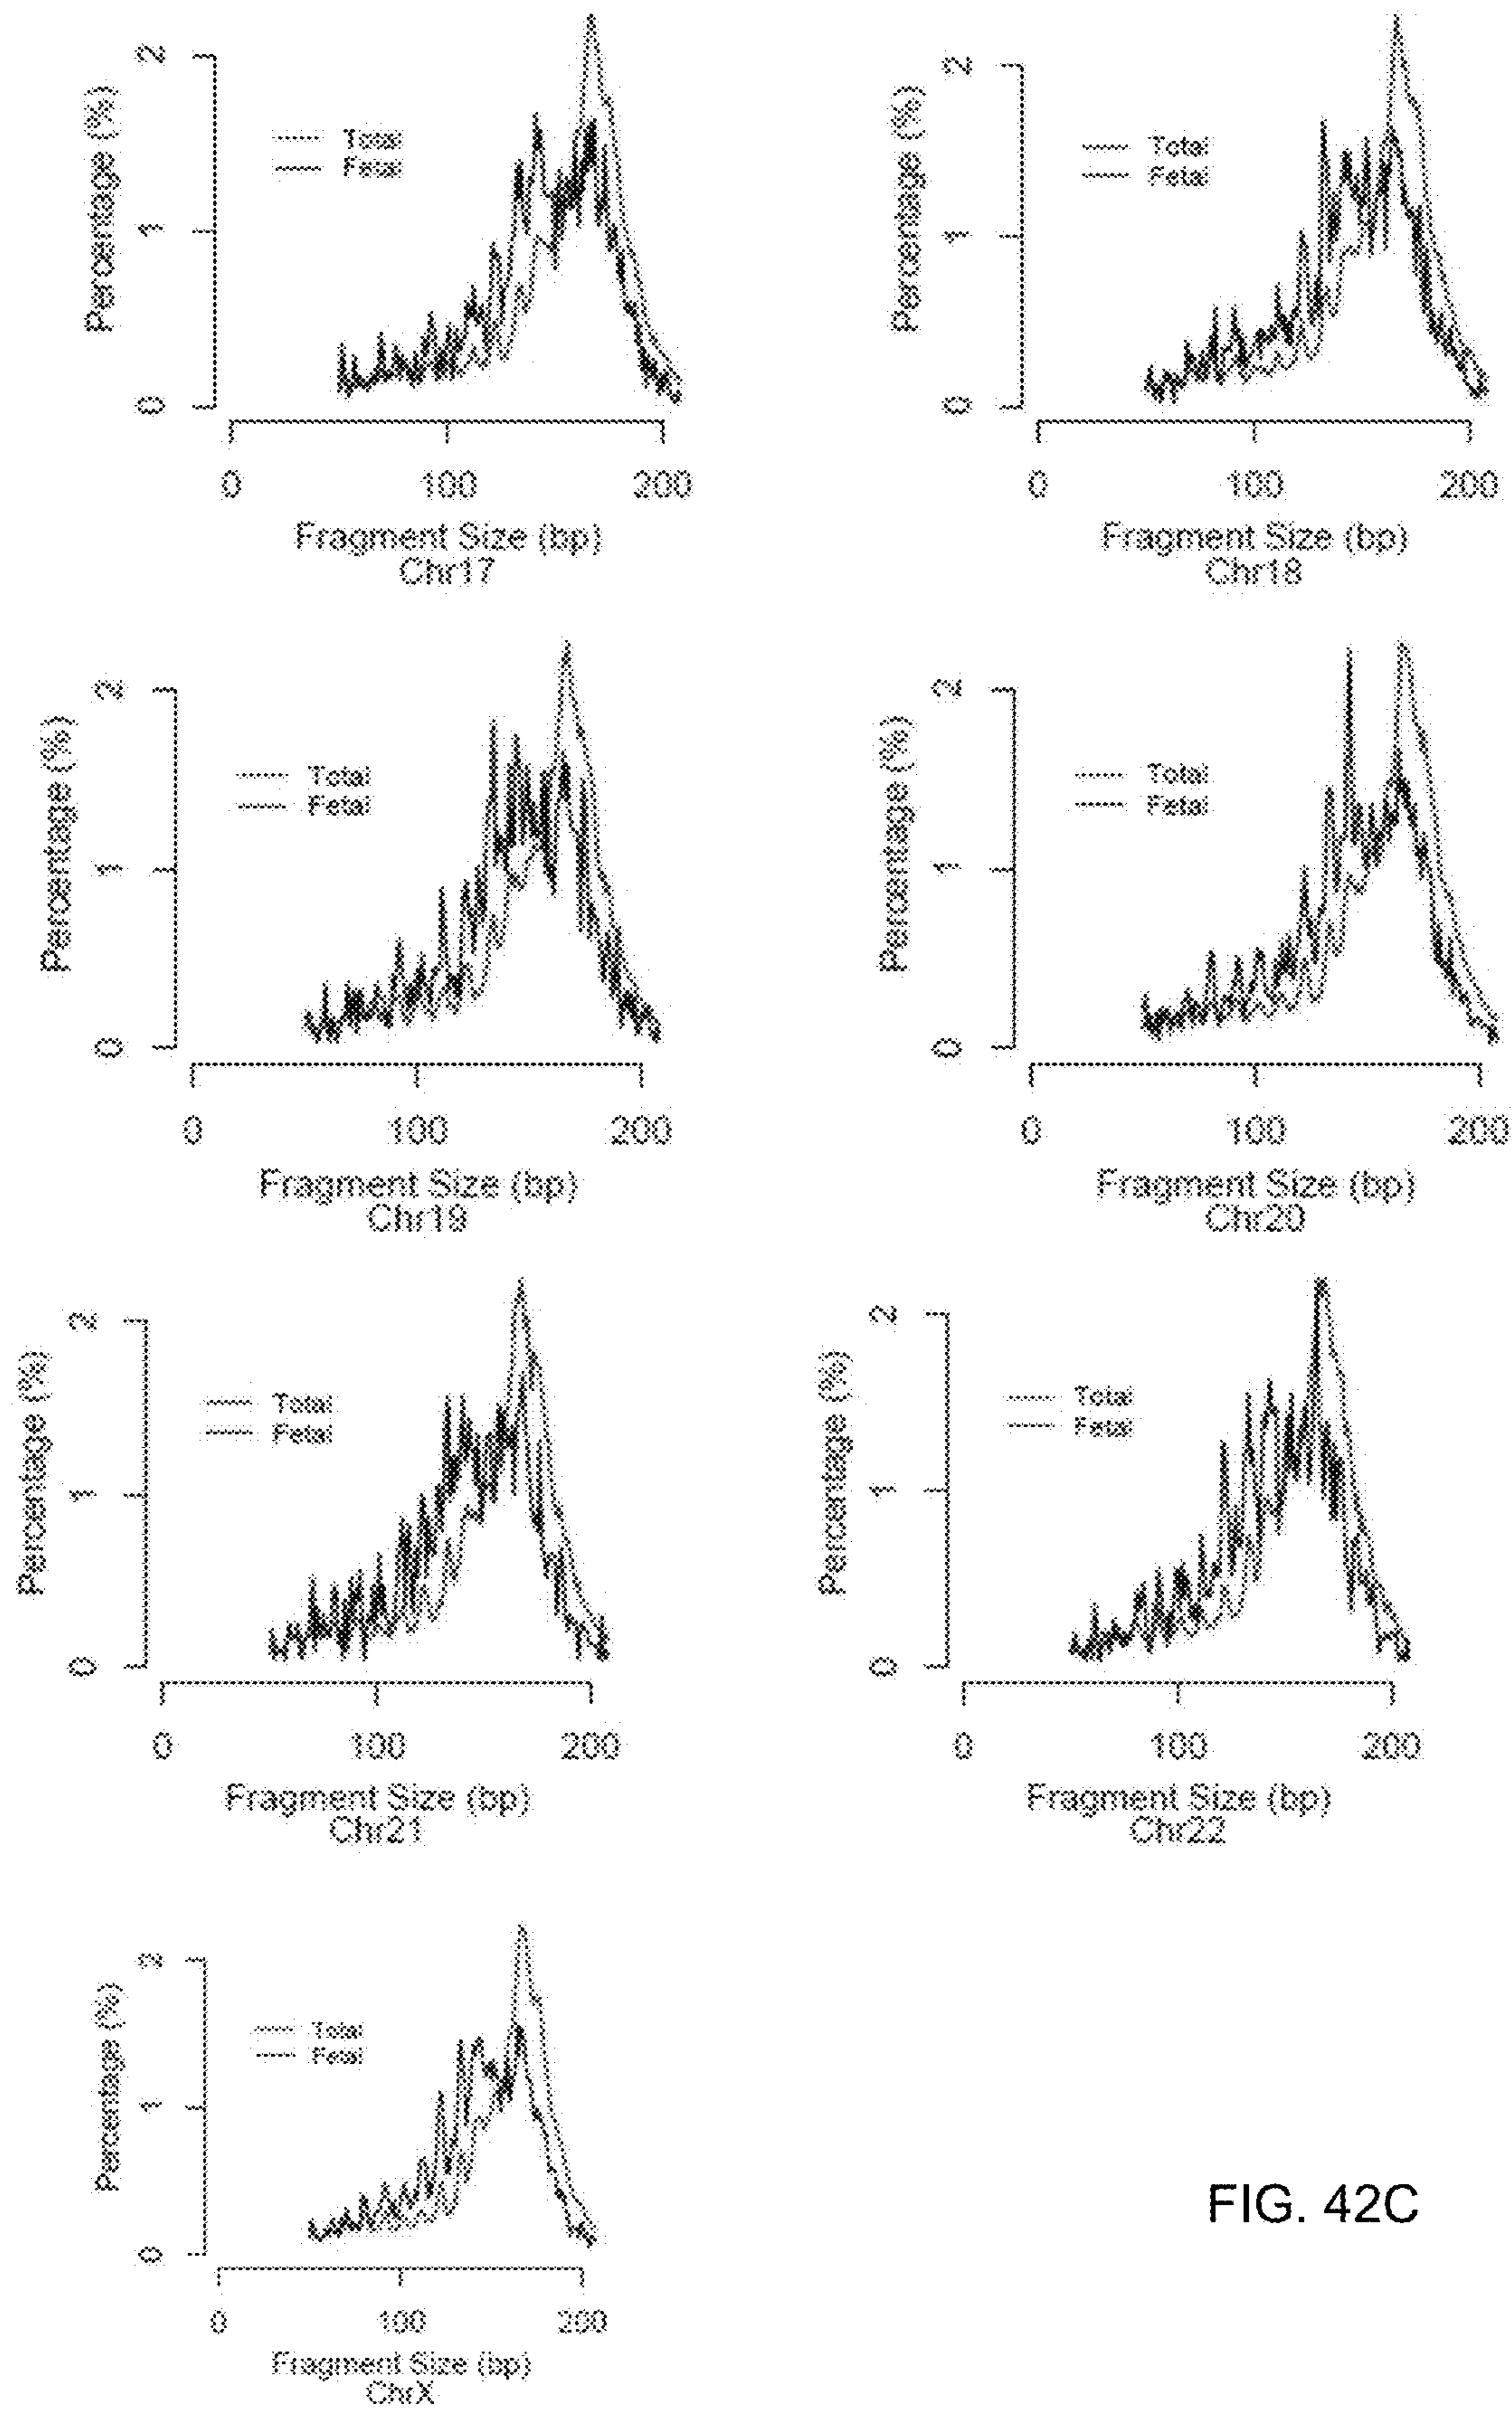 Percentage (%)
2
1
0
Total
Fetal
0 100 200
Fragment Size (bp)
Chr17
Percentage (%)
2
1
0
Total
Fetal
0 100 200
Fragment Size (bp)
Chr18
Percentage (%)
2
1
0
Total
Fetal
0 100 200
Fragment Size (bp)
Chr19
Percentage (%)
2
1
0
Total
Fetal
0 100 200
Fragment Size (bp)
Chr20
Percentage (%)
2
1
0
Total
Fetal
0 100 200
Fragment Size (bp)
Chr21
Percentage (%)
2
1
0
Total
Fetal
0 100 200
Fragment Size (bp)
Chr22
Percentage (%)
2
1
0
Total
Fetal
0 100 200
Fragment Size (bp)
ChrX
FIG. 42C